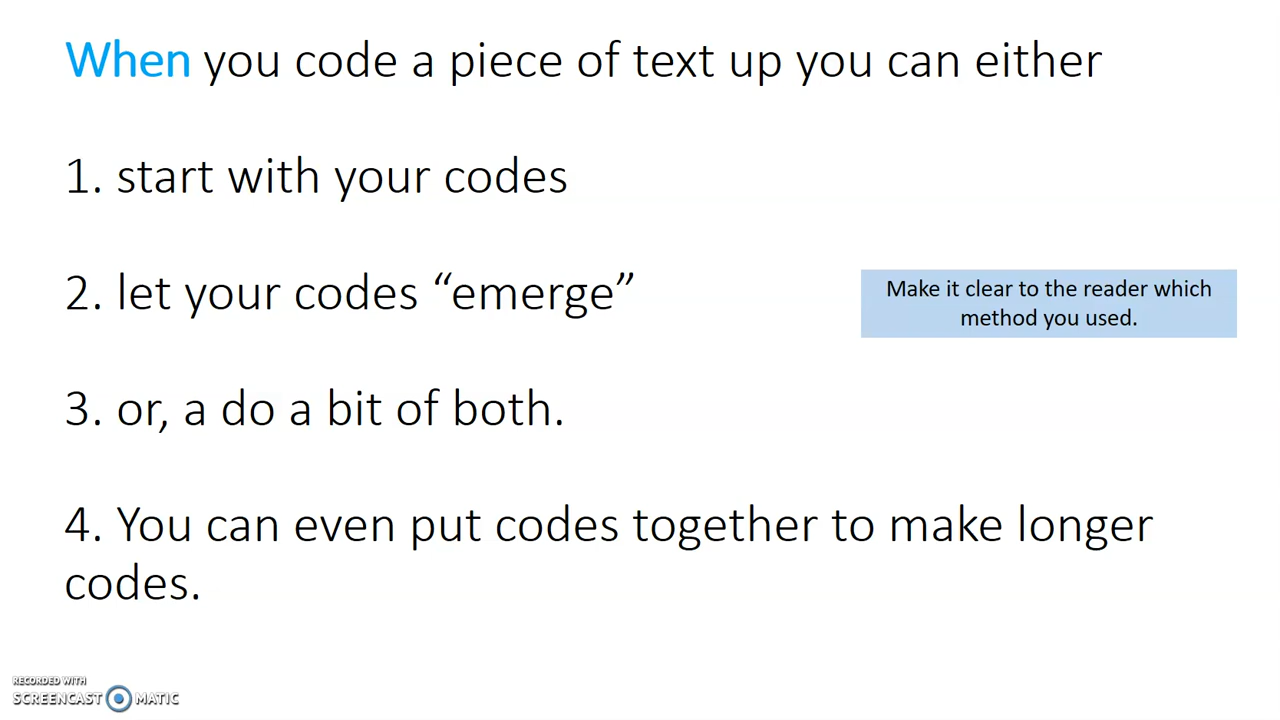 When you code a piece of text up you can either
1. start with your codes
2. let your codes “emerge”
Make it clear to the reader which
method you used.
3. or, a do a bit of both.
4. You can even put codes together to make longer
codes.
RECORDED WITH
SCREENCAST MATIC